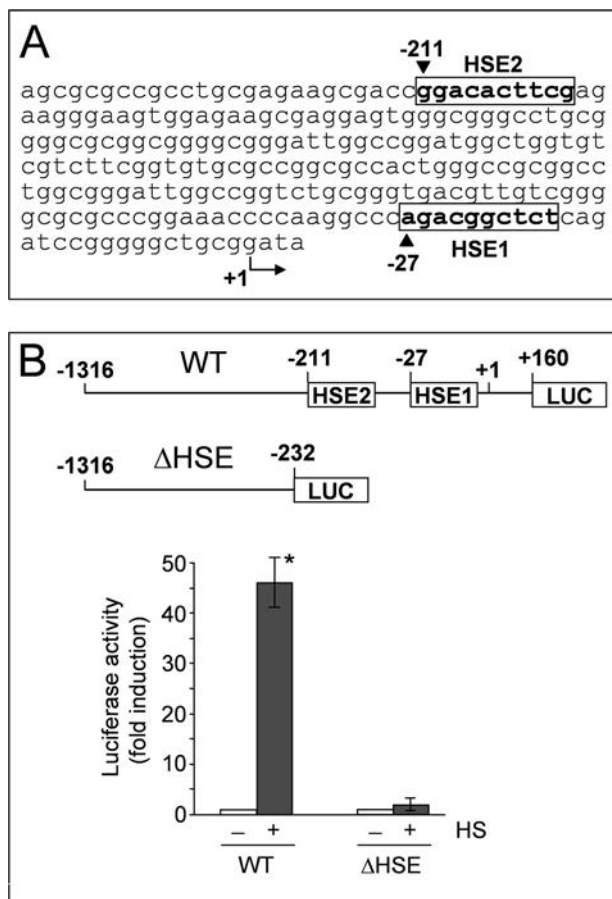 A
-211
HSE2
agcgcgccgcctgcgagaagcgaccggacacttcgag
aagggaagtggagaagcgaggagtgggcgggcctgcg
gggcgcggcggggcgggattggccggatggctggtgt
cgtcttcggtgtgcgccggcgccactgggccgcggcc
tggcgggattggccggtctgcgggtgacgttgtcggg
gcgcgcccggaaaccccaaggcccagacggctctcag
atccgggggctgcggata
+1
-27
HSE1
B
-1316 WT -211 -27 +1 +160
HSE2 HSE1 LUC
-1316 ΔHSE -232
LUC
Luciferase activity
(fold induction)
50
40
30
20
10
0
*
– + – + HS
WT ΔHSE